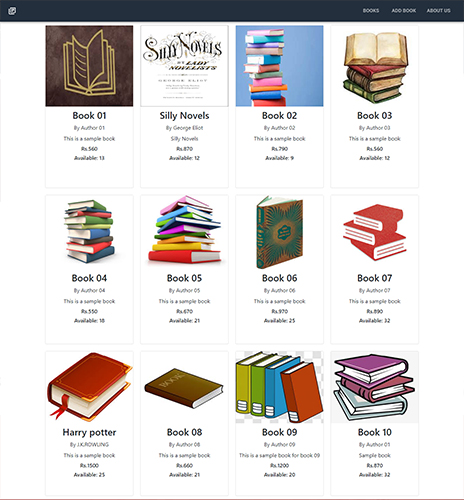 BOOKS ADD BOOK ABOUT US
SILLY NOVELS
BY LADY
NOVELISTS
GEORGE ELIOT
Book 01
By Author 01
This is a sample book
Rs.560
Available: 13
Silly Novels
By George Eliot
Silly Novels
Rs.870
Available: 12
Book 02
By Author 02
This is a sample book
Rs.790
Available: 9
Book 03
By Author 03
This is a sample book
Rs.560
Available: 12
Book 04
By Author 04
This is a sample book
Rs.550
Available: 18
Book 05
By Author 04
This is a sample book
Rs.670
Available: 21
Book 06
By Author 06
This is a sample book
Rs.970
Available: 25
Book 07
By Author 07
This is a sample book
Rs.890
Available: 32
Harry potter
By J.K.ROWLING
This is a sample book
Rs.1500
Available: 25
BOOK
Book 08
By Author 08
This is a sample book
Rs.660
Available: 21
Book 09
By Author 09
This is a sample book for book 09
Rs.1200
Available: 20
Book 10
By Author 01
Sample book
Rs.870
Available: 32